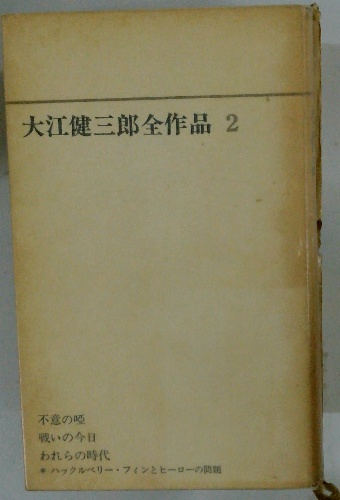 大江健三郎全作品 2
不意の唖
戦いの今日
われらの時代
* ハックルベリー・フィンとヒーローの問題